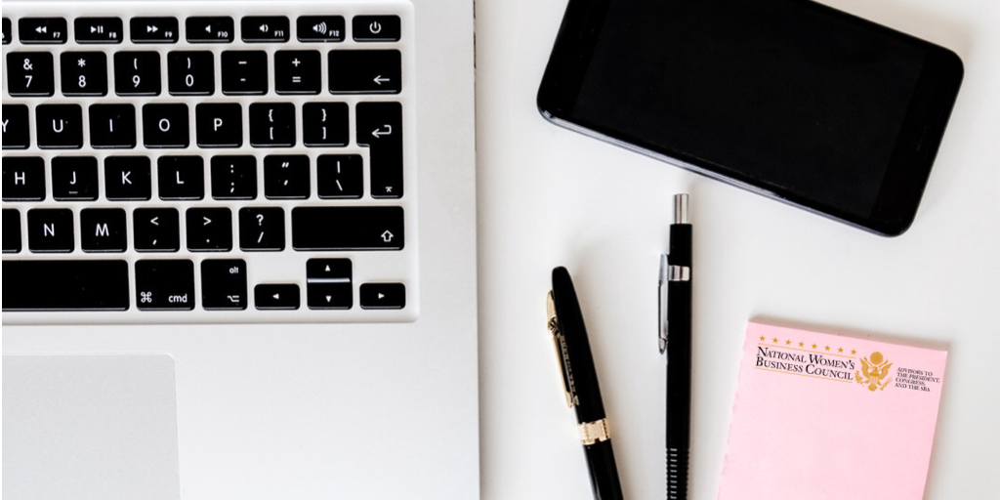 F7 F8 F9 F10 F11 F12
& * ( ) _ +
7 8 9 0 - =
Y U I O P { }
[ ]
H J K L : " |
; ' \
N M < > ?
, . /
alt
⌘ cmd ⌥
NATIONAL WOMEN'S
BUSINESS COUNCIL
ADVISORS TO
THE PRESIDENT,
CONGRESS,
AND THE SBA